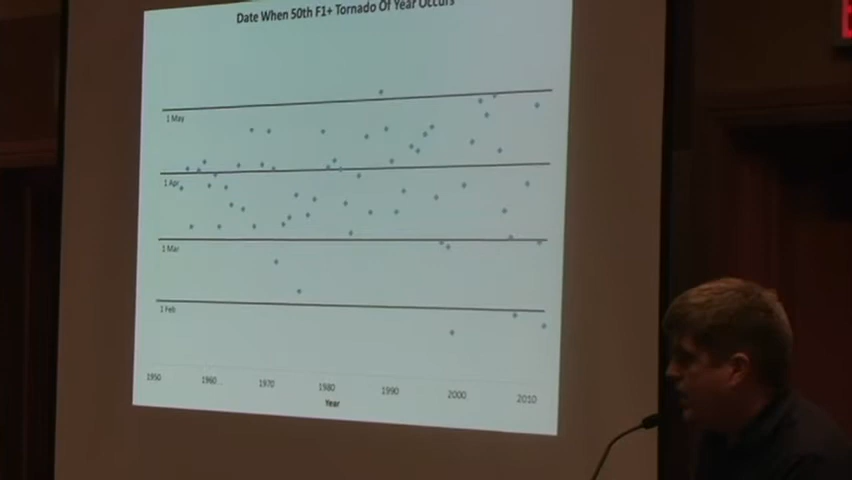 Date When 50th F1+ Tornado Of Year Occurs
1 May
1 Apr
1 Mar
1 Feb
1950 1960 1970 1980 1990 2000 2010
Year